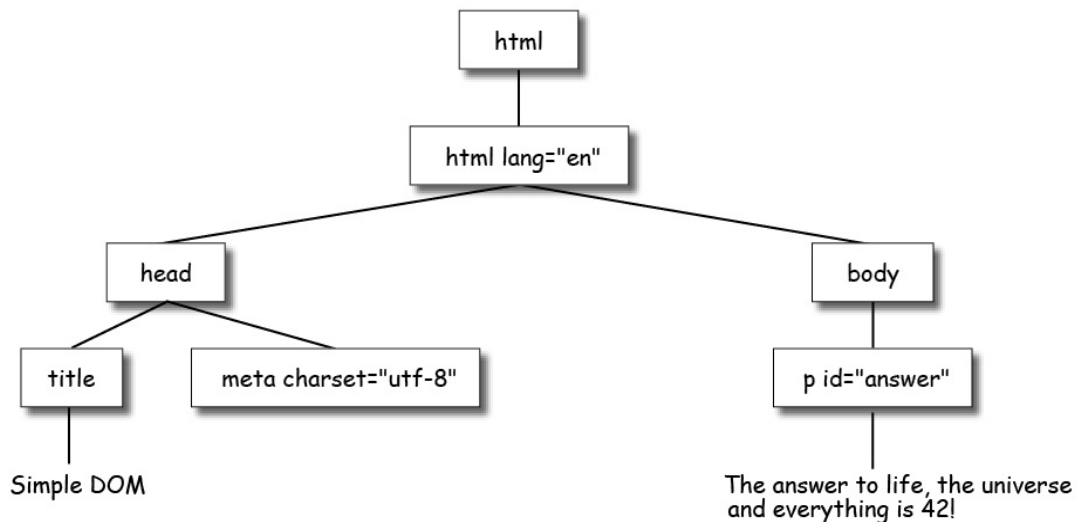 html
html lang="en"
head
body
title
meta charset="utf-8"
p id="answer"
Simple DOM
The answer to life, the universe
and everything is 42!